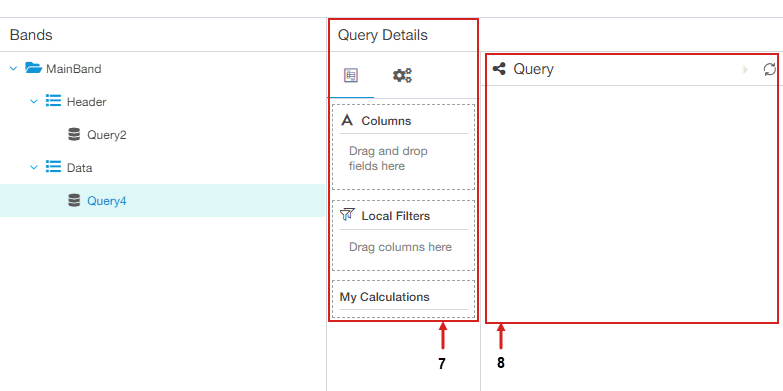 Bands
MainBand
Header
Query2
Data
Query4
Query Details
Columns
Drag and drop
fields here
Local Filters
Drag columns here
My Calculations
Query
7
8